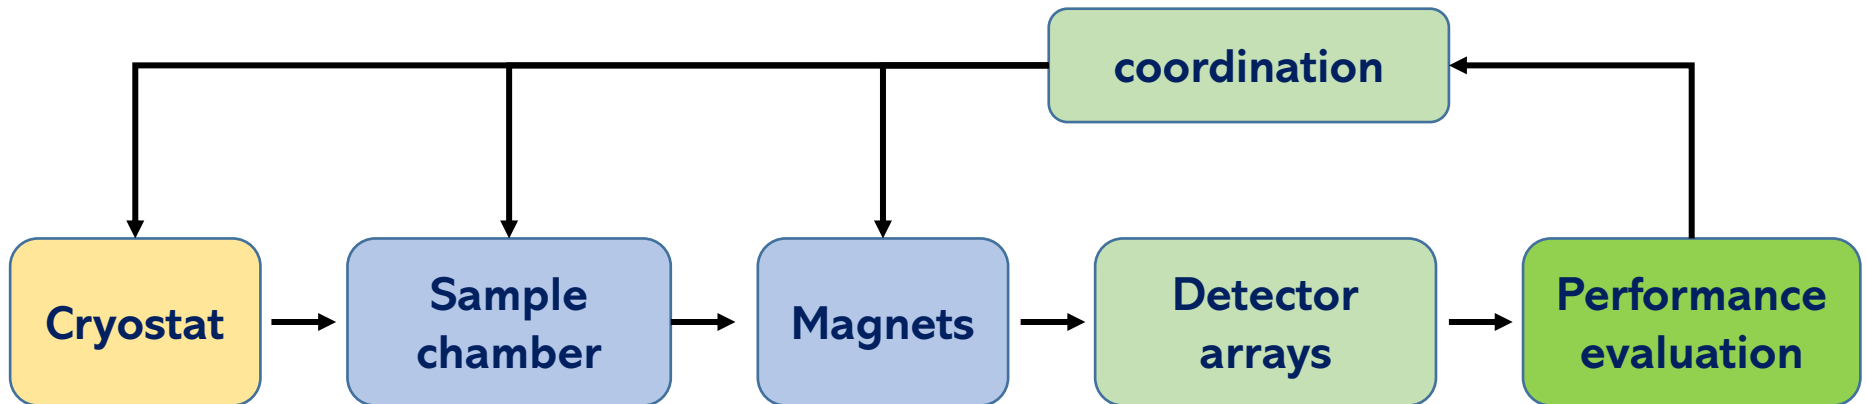 coordination
Cryostat
Sample
chamber
Magnets
Detector
arrays
Performance
evaluation